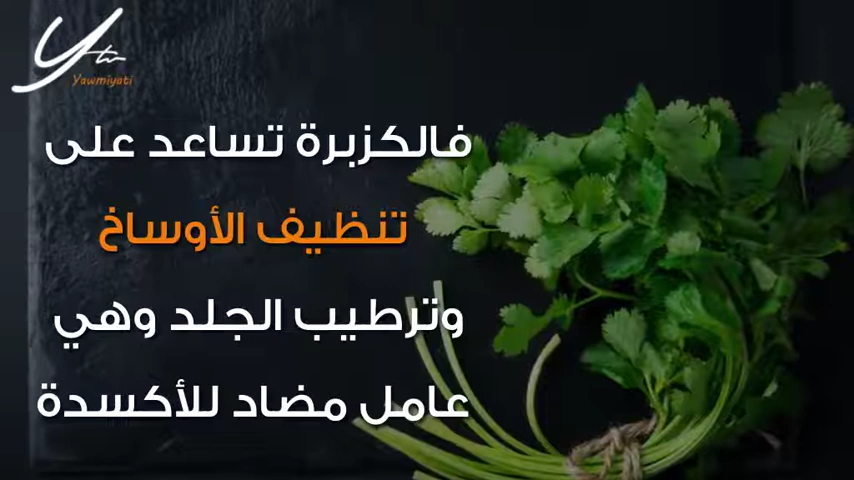 Yawmiyati
فالكزبرة تساعد على
تنظيف الأوساخ
وترطيب الجلد وهي
عامل مضاد للأكسدة